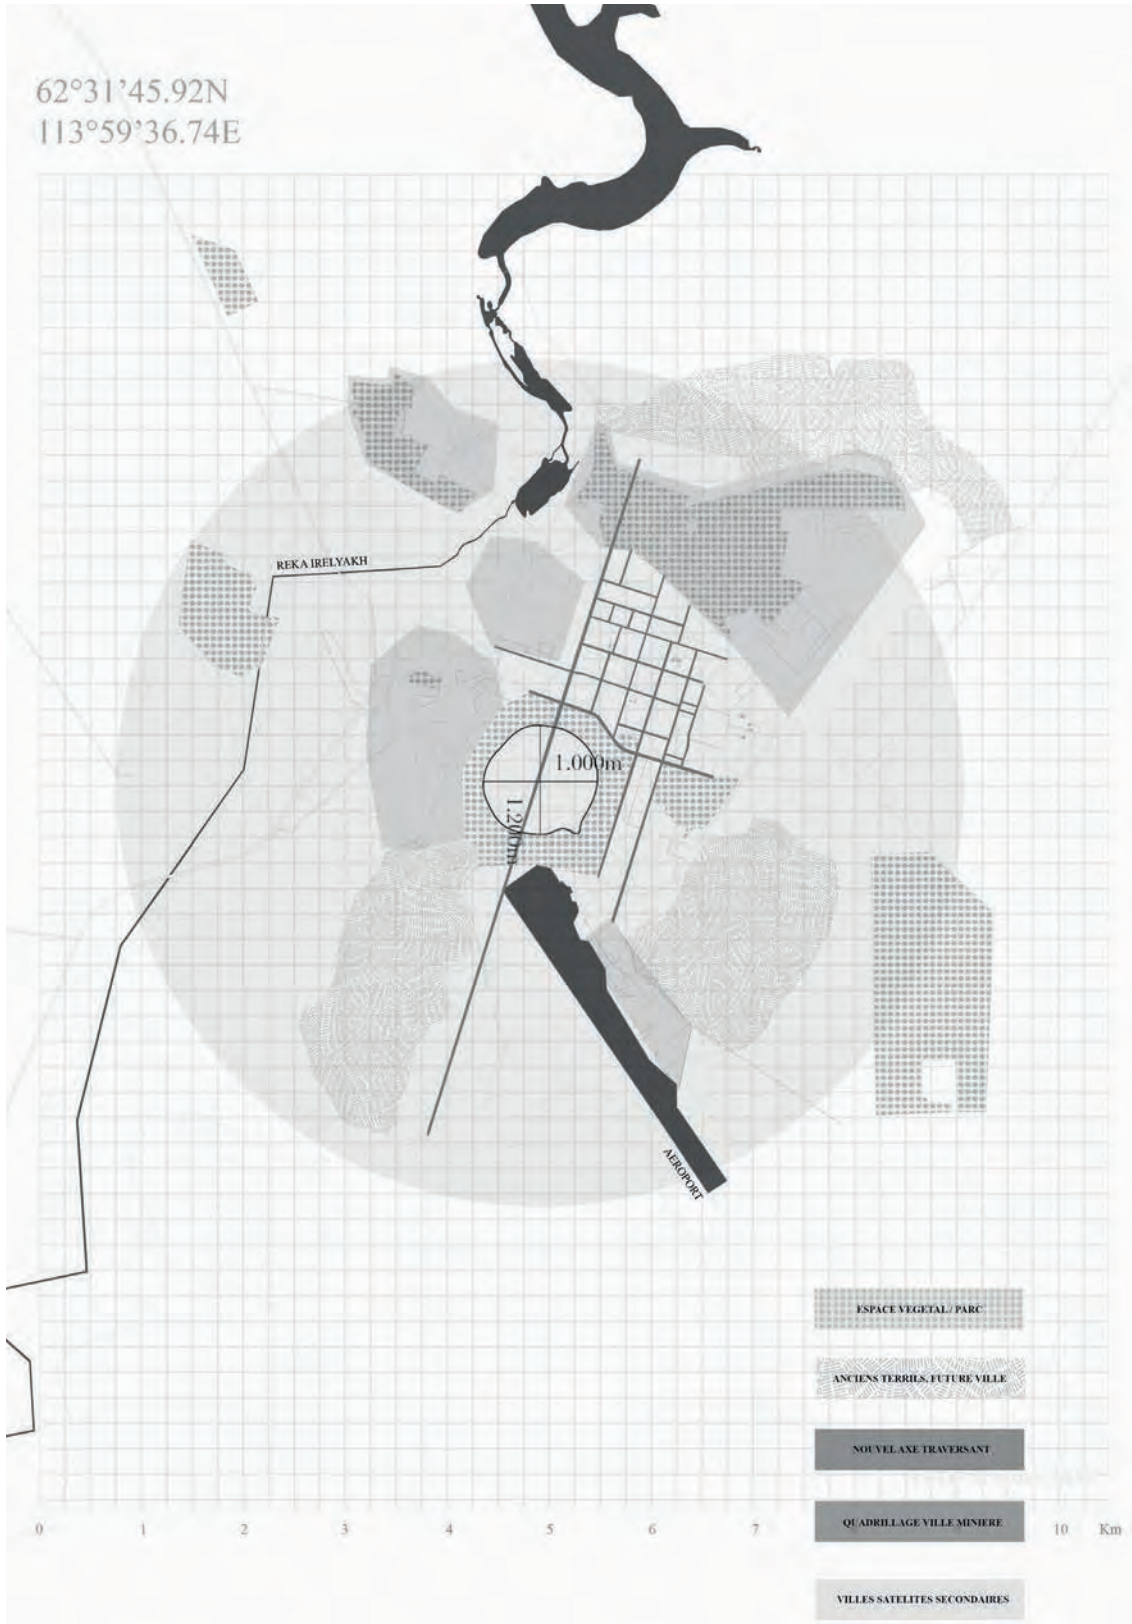 62°31’45.92N
113°59’36.74E
REKA IRELYAKH
1.000m
1.200m
AEROPORT
ESPACE VEGETAL / PARC
ANCIENS TERRILS, FUTURE VILLE
NOUVEL AXE TRAVERSANT
QUADRILLAGE VILLE MINIERE
0 1 2 3 4 5 6 7 10 Km
VILLES SATELITES SECONDAIRES